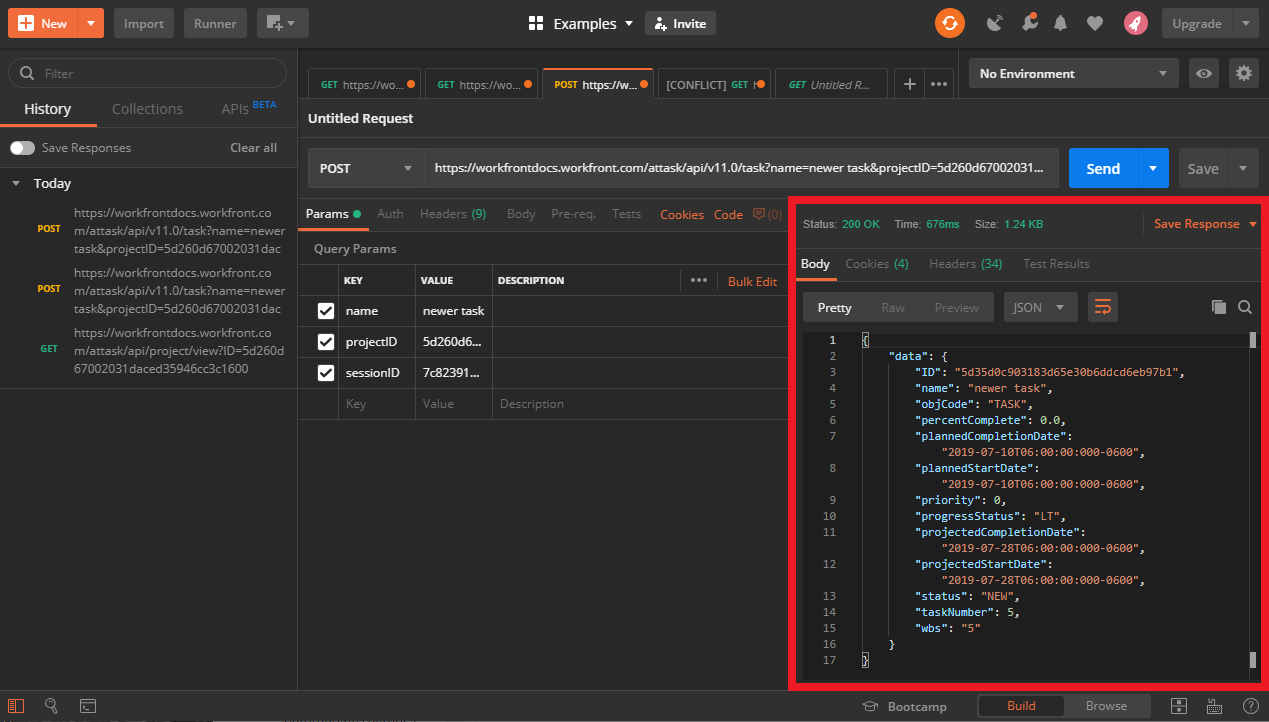 New
Import
Runner
Examples
Invite
Upgrade
Filter
History
Collections
APIs BETA
Save Responses
Clear all
Today
POST
https://workfrontdocs.workfront.co
m/attask/api/v11.0/task?name=newer
task&projectID=5d260d67002031dac
POST
https://workfrontdocs.workfront.co
m/attask/api/v11.0/task?name=newer
task&projectID=5d260d67002031dac
GET
https://workfrontdocs.workfront.co
m/attask/api/project/view?ID=5d260d
67002031daced35946cc3c1600
GET https://wo...
GET https://wo...
POST https://w...
[CONFLICT] GET h
GET Untitled R...
No Environment
Untitled Request
POST
https://workfrontdocs.workfront.com/attask/api/v11.0/task?name=newer task&projectID=5d260d67002031...
Send
Save
Params
Auth
Headers (9)
Body
Pre-req.
Tests
Cookies
Code
(0)
Query Params
KEY VALUE DESCRIPTION
Bulk Edit
name newer task
projectID 5d260d6...
sessionID 7c82391...
Key Value Description
Status: 200 OK Time: 676ms Size: 1.24 KB
Save Response
Body
Cookies (4)
Headers (34)
Test Results
Pretty
Raw
Preview
JSON
1 {
2 "data": {
3 "ID": "5d35d0c903183d65e30b6ddcd6eb97b1",
4 "name": "newer task",
5 "objCode": "TASK",
6 "percentComplete": 0.0,
7 "plannedCompletionDate":
"2019-07-10T06:00:00:000-0600",
8 "plannedStartDate":
"2019-07-10T06:00:00:000-0600",
9 "priority": 0,
10 "progressStatus": "LT",
11 "projectedCompletionDate":
"2019-07-28T06:00:00:000-0600",
12 "projectedStartDate":
"2019-07-28T06:00:00:000-0600",
13 "status": "NEW",
14 "taskNumber": 5,
15 "wbs": "5"
16 }
17 }
Bootcamp
Build
Browse